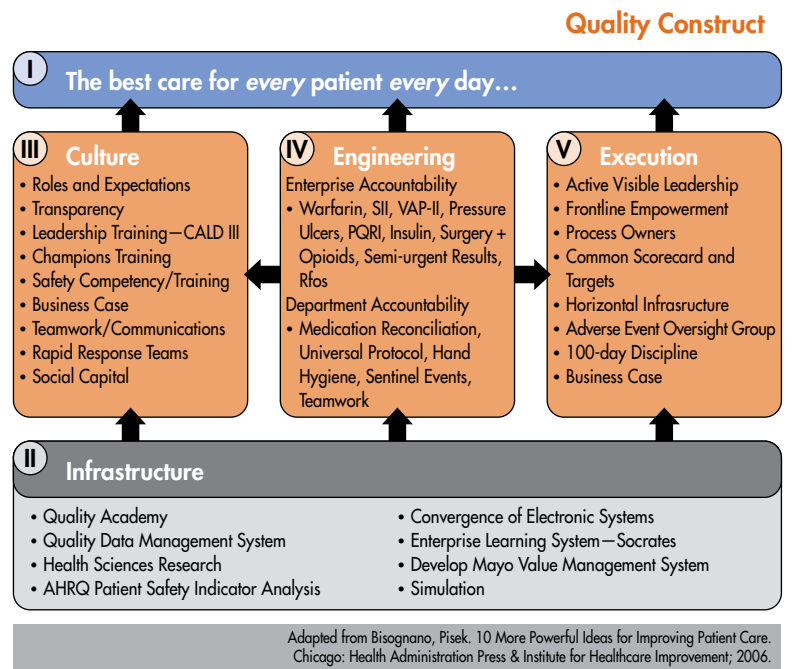 Quality Construct
I
The best care for every patient every day...
III
Culture
• Roles and Expectations
• Transparency
• Leadership Training—CALD III
• Champions Training
• Safety Competency/Training
• Business Case
• Teamwork/Communications
• Rapid Response Teams
• Social Capital
IV
Engineering
Enterprise Accountability
• Warfarin, SII, VAP-II, Pressure
Ulcers, PQRI, Insulin, Surgery +
Opioids, Semi-urgent Results,
Rfos
Department Accountability
• Medication Reconciliation,
Universal Protocol, Hand
Hygiene, Sentinel Events,
Teamwork
V
Execution
• Active Visible Leadership
• Frontline Empowerment
• Process Owners
• Common Scorecard and
Targets
• Horizontal Infrasructure
• Adverse Event Oversight Group
• 100-day Discipline
• Business Case
II
Infrastructure
• Quality Academy
• Quality Data Management System
• Health Sciences Research
• AHRQ Patient Safety Indicator Analysis
• Convergence of Electronic Systems
• Enterprise Learning System—Socrates
• Develop Mayo Value Management System
• Simulation
Adapted from Bisognano, Pisek. 10 More Powerful Ideas for Improving Patient Care.
Chicago: Health Administration Press & Institute for Healthcare Improvement; 2006.